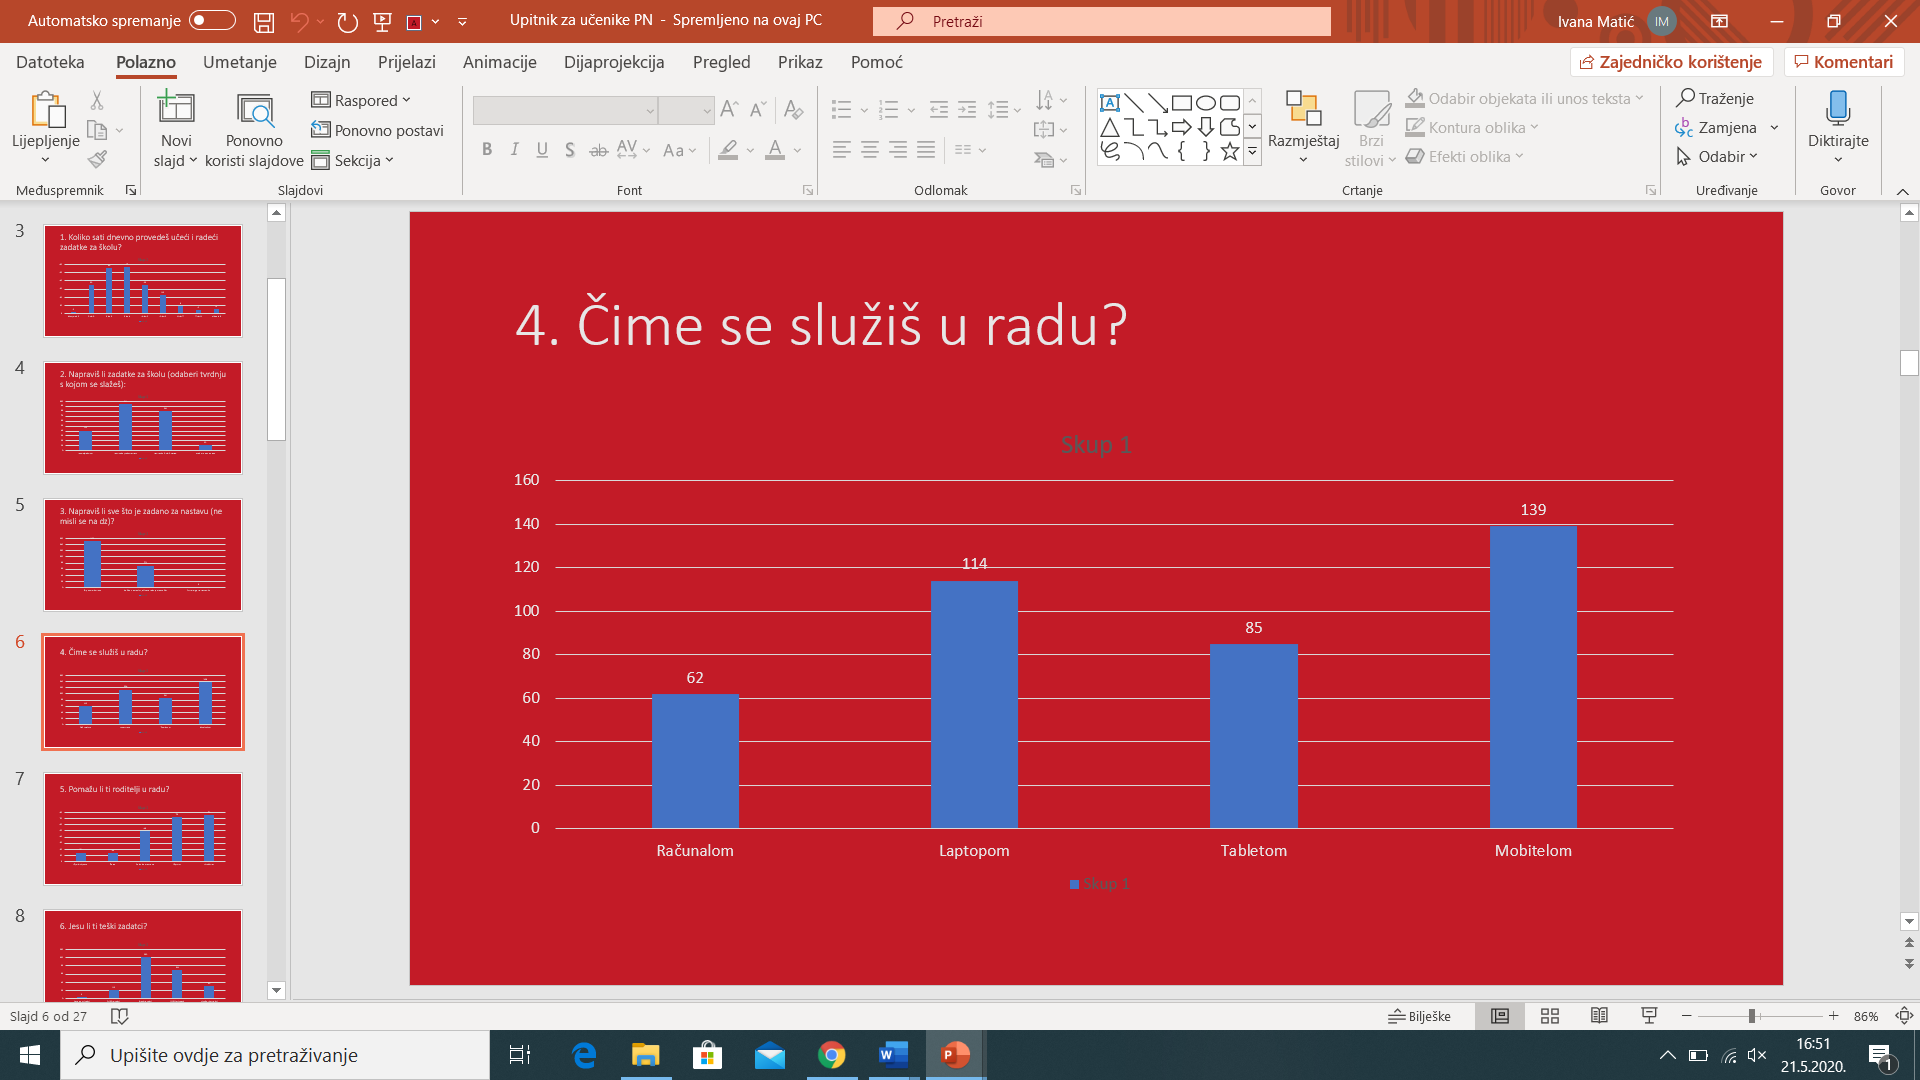 Automatsko spremanje
Upitnik za učenike PN - Spremljeno na ovaj PC
Pretraži
Ivana Matić
IM
Datoteka Polazno Umetanje Dizajn Prijelazi Animacije Dijaprojekcija Pregled Prikaz Pomoć
Zajedničko korištenje
Komentari
Lijepljenje
Međuspremnik
Novi
slajd
Ponovno
koristi slajdove
Raspored
Ponovno postavi
Sekcija
Slajdovi
B I U S ab AV Aa A
Font
Odlomak
Razmještaj
Brzi
stilovi
Odabir objekata ili unos teksta
Kontura oblika
Efekti oblika
Crtanje
Traženje
Zamjena
Odabir
Uređivanje
Diktirajte
Govor
3
1. Koliko sati dnevno provedeš učeći i radeći
zadatke za školu?
4
2. Napraviš li zadatke za školu (odaberi tvrdnju
s kojom se slažeš):
5
3. Napraviš li sve što je zadano za nastavu (ne
misli se na dz)?
6
4. Čime se služiš u radu?
7
5. Pomažu li ti roditelji u radu?
8
6. Jesu li ti teški zadatci?
4. Čime se služiš u radu?
Skup 1
160
140
120
100
80
60
40
20
0
62
114
85
139
Računalom
Laptopom
Tabletom
Mobitelom
Skup 1
Slajd 6 od 27
Bilješke
86%
Upišite ovdje za pretraživanje
16:51
21.5.2020.
1